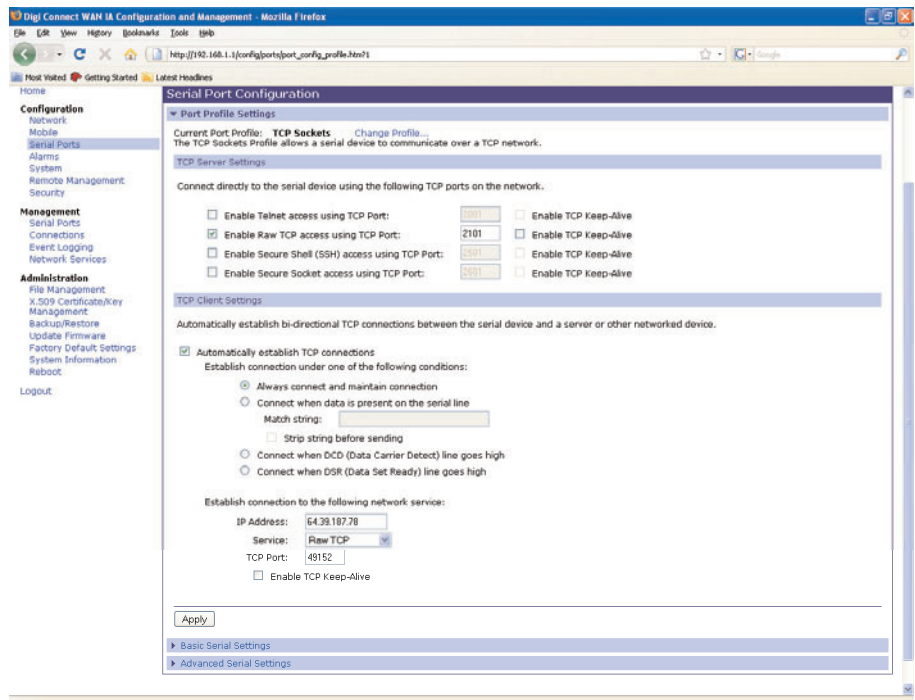 Digi Connect WAN IA Configuration and Management - Mozilla Firefox
File Edit View History Bookmarks Tools Help
http://192.168.1.1/config/ports/port_config_profile.htm?1
Google
Most Visited Getting Started Latest Headlines
Home
Configuration
Network
Mobile
Serial Ports
Alarms
System
Remote Management
Security
Management
Serial Ports
Connections
Event Logging
Network Services
Administration
File Management
X.509 Certificate/Key
Management
Backup/Restore
Update Firmware
Factory Default Settings
System Information
Reboot
Logout
Serial Port Configuration
Port Profile Settings
Current Port Profile: TCP Sockets Change Profile...
The TCP Sockets Profile allows a serial device to communicate over a TCP network.
TCP Server Settings
Connect directly to the serial device using the following TCP ports on the network.
Enable Telnet access using TCP Port: 2001 Enable TCP Keep-Alive
Enable Raw TCP access using TCP Port: 2101 Enable TCP Keep-Alive
Enable Secure Shell (SSH) access using TCP Port: 2501 Enable TCP Keep-Alive
Enable Secure Socket access using TCP Port: 2601 Enable TCP Keep-Alive
TCP Client Settings
Automatically establish bi-directional TCP connections between the serial device and a server or other networked device.
Automatically establish TCP connections
Establish connection under one of the following conditions:
Always connect and maintain connection
Connect when data is present on the serial line
Match string:
Strip string before sending
Connect when DCD (Data Carrier Detect) line goes high
Connect when DSR (Data Set Ready) line goes high
Establish connection to the following network service:
IP Address: 64.39.187.78
Service: Raw TCP
TCP Port: 49152
Enable TCP Keep-Alive
Apply
Basic Serial Settings
Advanced Serial Settings